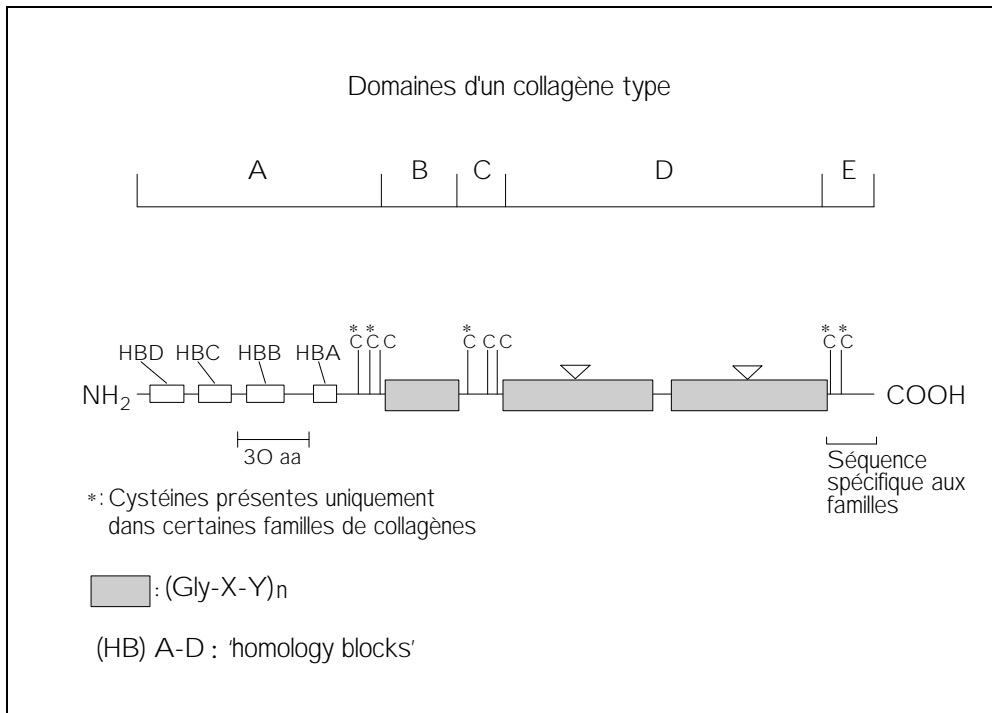 Domaines d'un collagène type
A B C D E
* * * * *
C C C C C C C C
HBD HBC HBB HBA
NH2 COOH
30 aa
Séquence
spécifique aux
familles
*: Cystéines présentes uniquement
dans certaines familles de collagènes
: (Gly-X-Y)n
(HB) A-D : 'homology blocks'